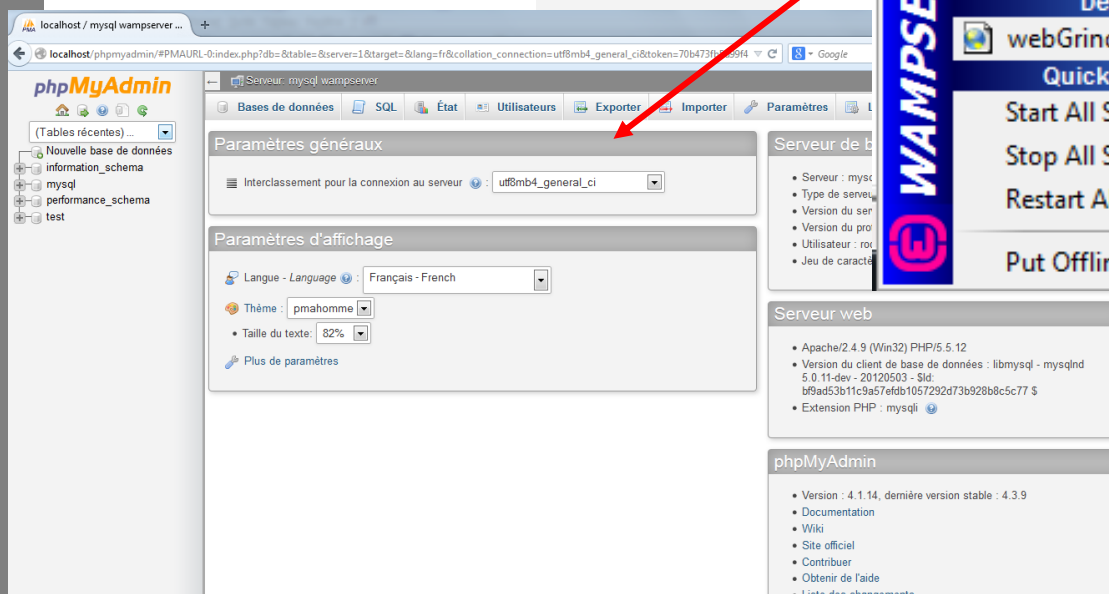 localhost / mysql wampserver ...
localhost/phpmyadmin/#PMAURL-0:index.php?db=&table=&server=1&target=&lang=fr&collation_connection=utf8mb4_general_ci&token=70b473fb
Google
phpMyAdmin
(Tables récentes) ...
Nouvelle base de données
information_schema
mysql
performance_schema
test
Serveur: mysql wampserver
Bases de données
SQL
État
Utilisateurs
Exporter
Importer
Paramètres
Paramètres généraux
Interclassement pour la connexion au serveur : utf8mb4_general_ci
Paramètres d'affichage
Langue - Language : Français - French
Thème : pmahomme
• Taille du texte: 82%
Plus de paramètres
Serveur de b
• Serveur : mysq
• Type de serveu
• Version du ser
• Version du pro
• Utilisateur : roo
• Jeu de caractè
Serveur web
• Apache/2.4.9 (Win32) PHP/5.5.12
• Version du client de base de données : libmysql - mysqlnd
5.0.11-dev - 20120503 - $Id:
bf9ad53b11c9a57efdb1057292d73b928b8c5c77 $
• Extension PHP : mysqli
phpMyAdmin
• Version : 4.1.14, dernière version stable : 4.3.9
• Documentation
• Wiki
• Site officiel
• Contribuer
• Obtenir de l'aide
• Liste des changements
WAMPSE
De
webGrind
Quick
Start All S
Stop All S
Restart A
Put Offlin